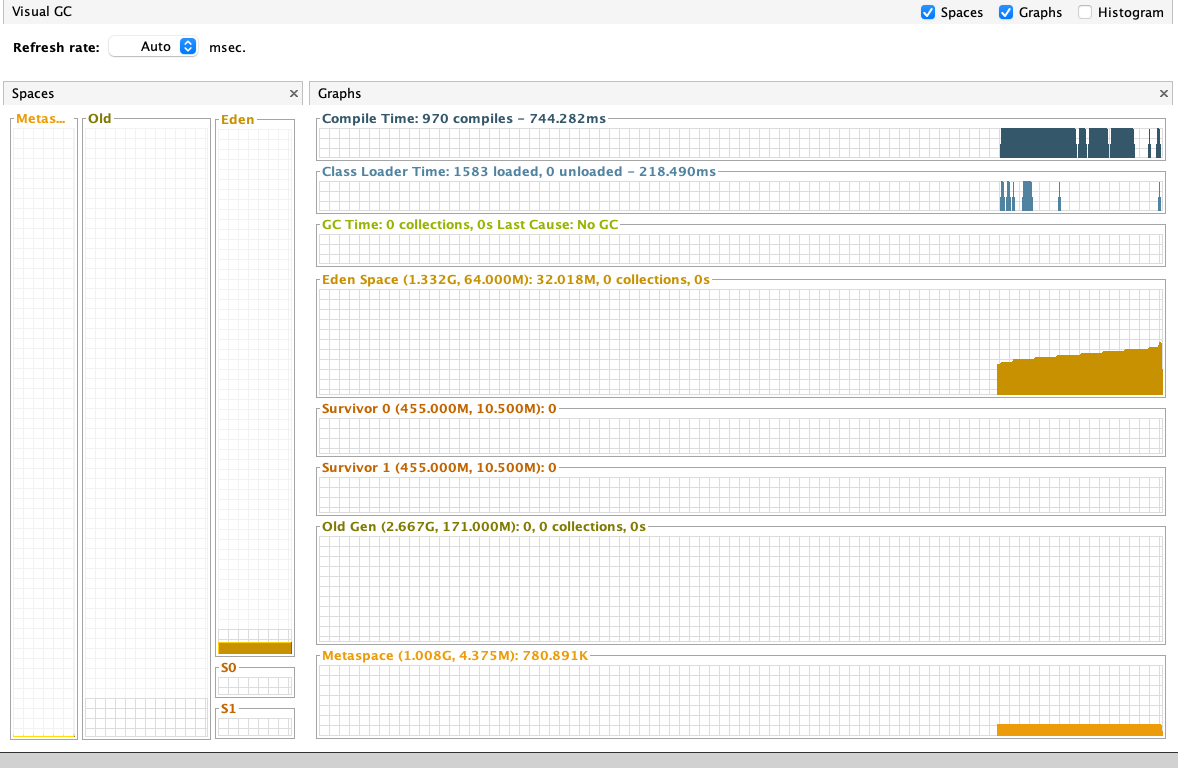 Visual GC
Spaces Graphs Histogram
Refresh rate: Auto msec.
Spaces
Graphs
Metas...
Old
Eden
S0
S1
Compile Time: 970 compiles - 744.282ms
Class Loader Time: 1583 loaded, 0 unloaded - 218.490ms
GC Time: 0 collections, 0s Last Cause: No GC
Eden Space (1.332G, 64.000M): 32.018M, 0 collections, 0s
Survivor 0 (455.000M, 10.500M): 0
Survivor 1 (455.000M, 10.500M): 0
Old Gen (2.667G, 171.000M): 0, 0 collections, 0s
Metaspace (1.008G, 4.375M): 780.891K